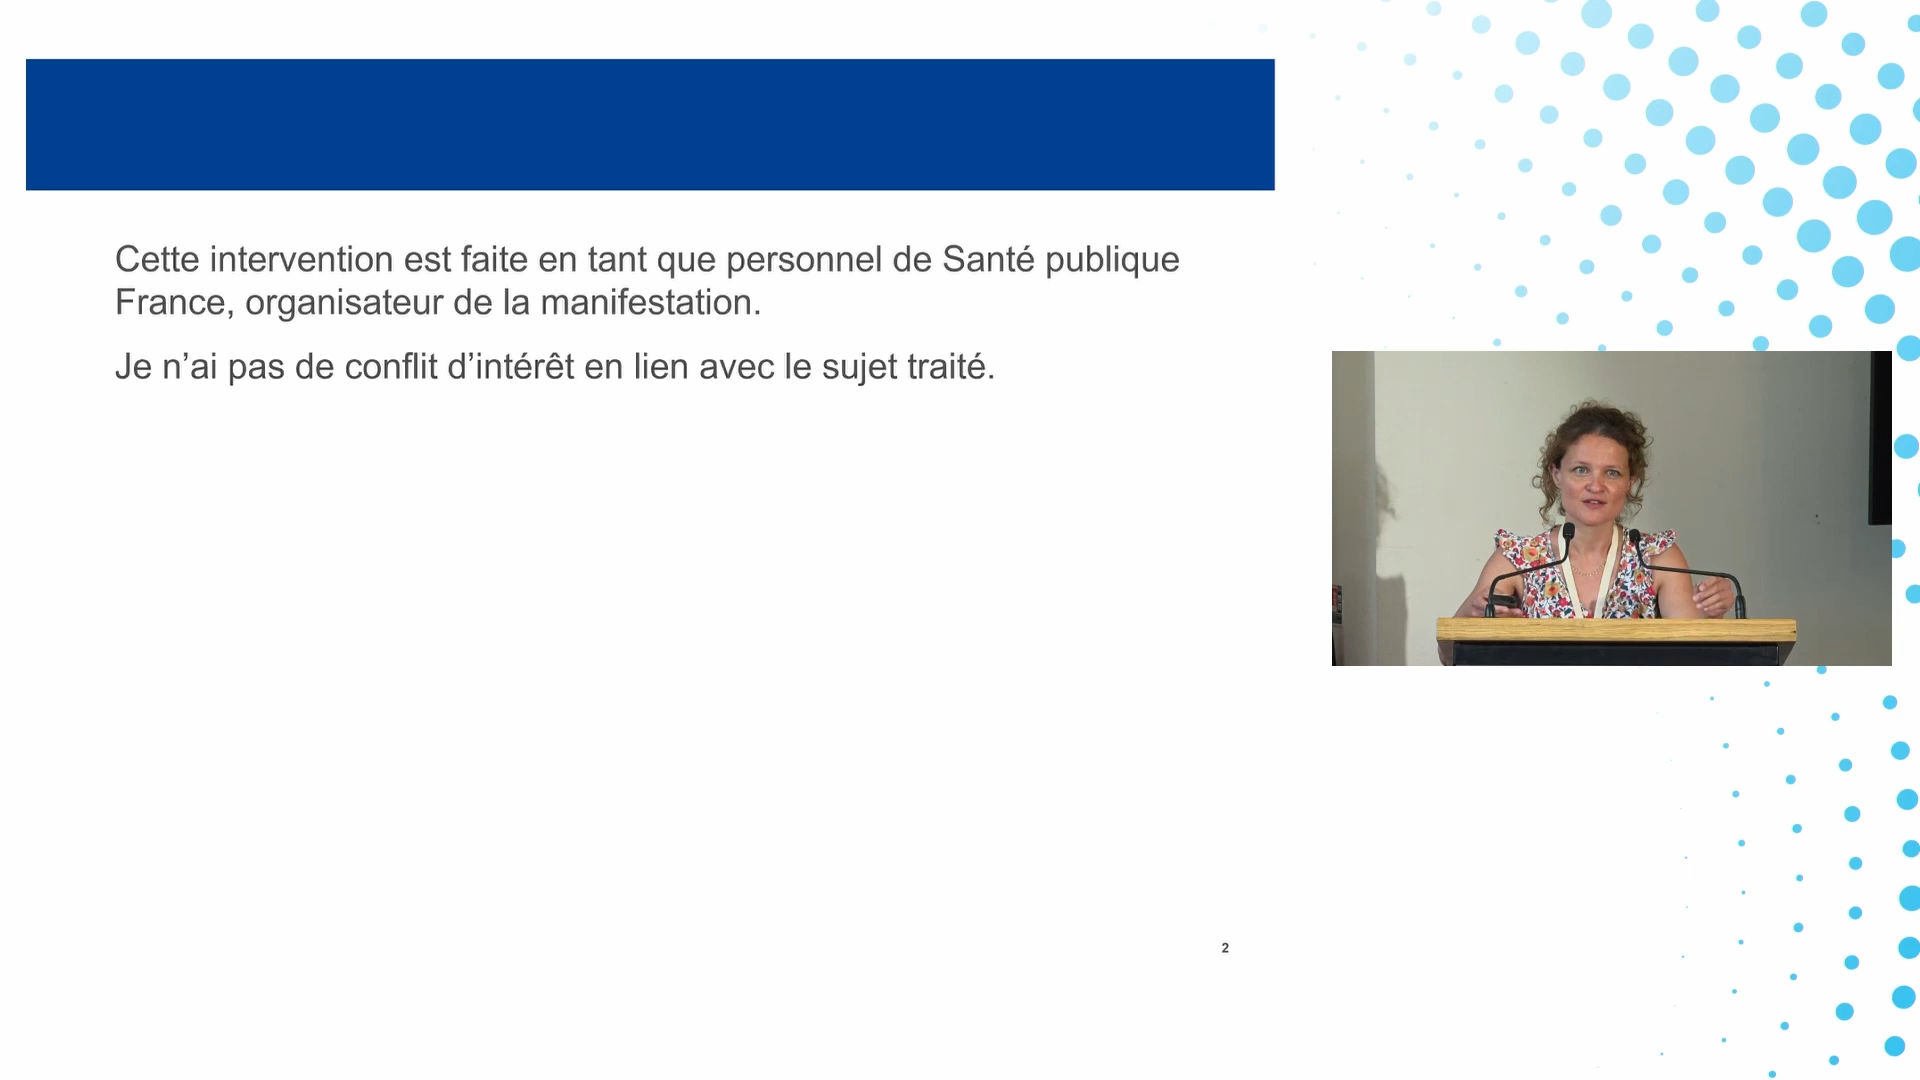 Cette intervention est faite en tant que personnel de Santé publique
France, organisateur de la manifestation.
Je n’ai pas de conflit d’intérêt en lien avec le sujet traité.
2